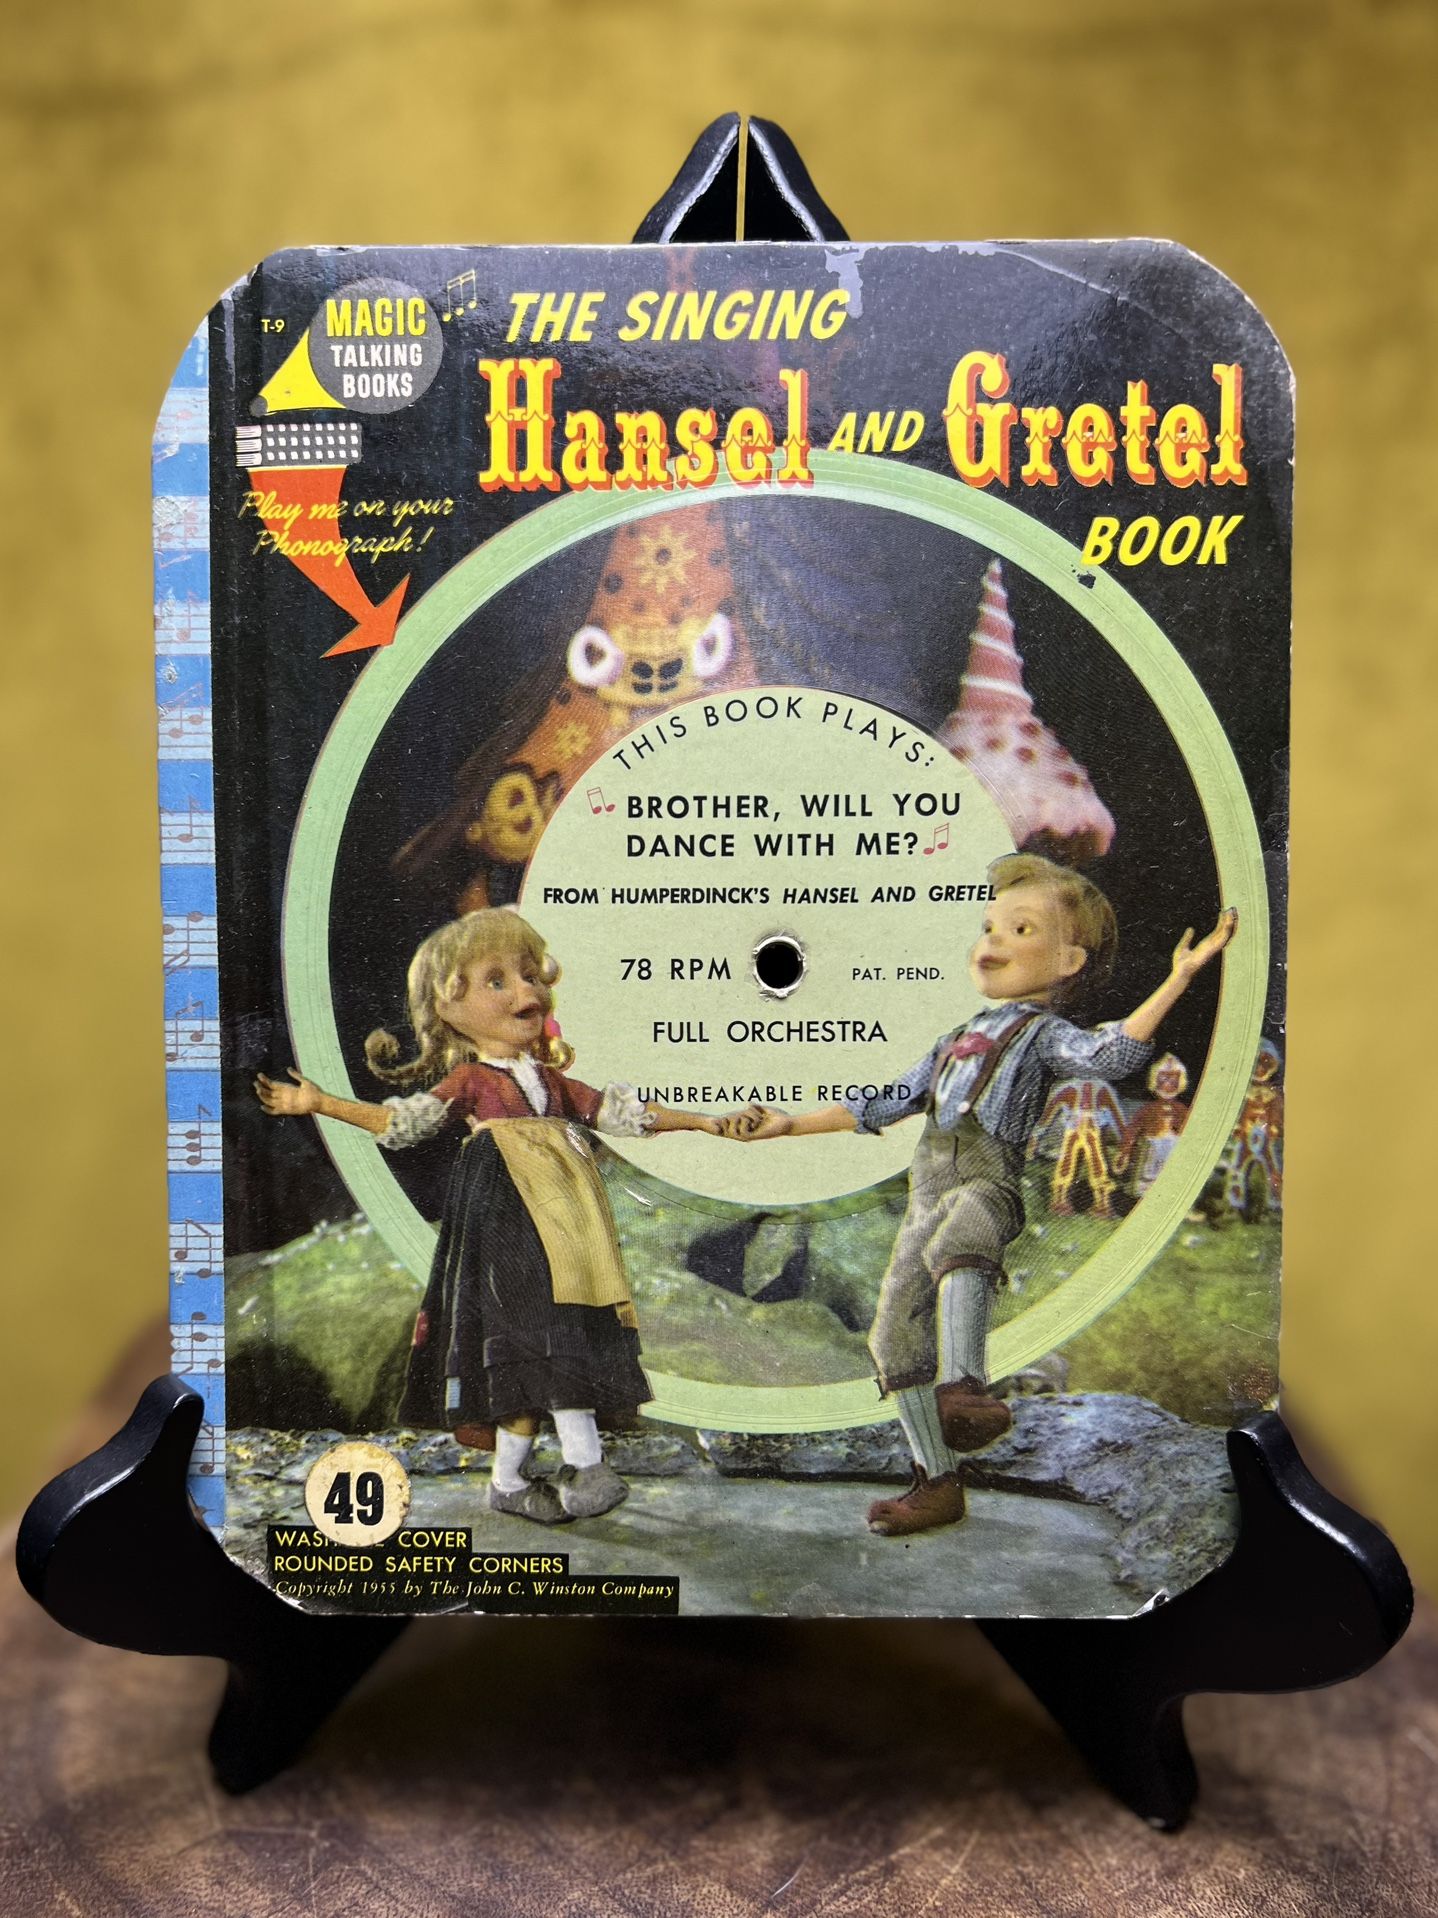 T-9
MAGIC
TALKING
BOOKS
THE SINGING
Hansel AND Gretel
BOOK
Play me on your
Phonograph!
THIS BOOK PLAYS:
BROTHER, WILL YOU
DANCE WITH ME?
FROM HUMPERDINCK'S HANSEL AND GRETEL
78 RPM PAT. PEND.
FULL ORCHESTRA
UNBREAKABLE RECORD
49
COVER
ROUNDED SAFETY CORNERS
Copyright 1955 by The John C. Winston Company